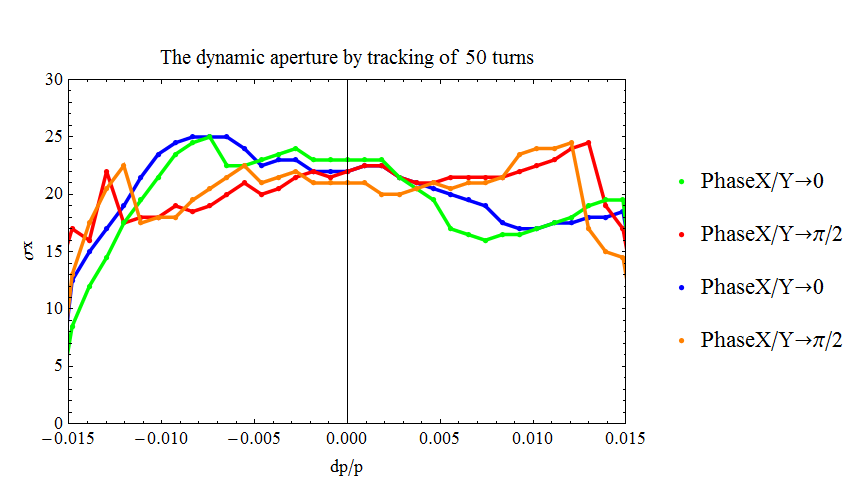 The dynamic aperture by tracking of 50 turns
30
25
20
15
10
5
0
σx
−0.015 −0.010 −0.005 0.000 0.005 0.010 0.015
dp/p
PhaseX/Y→0
PhaseX/Y→π/2
PhaseX/Y→0
PhaseX/Y→π/2